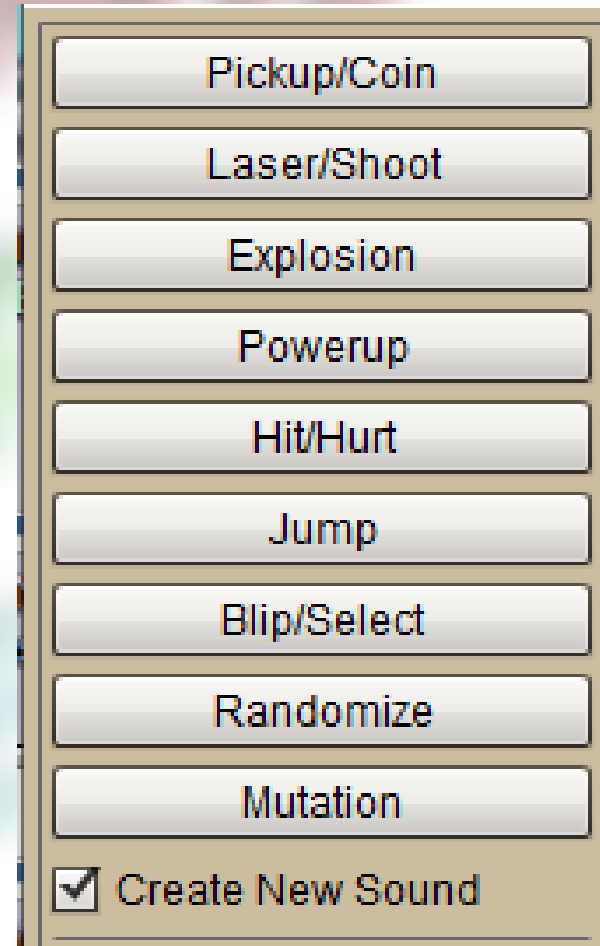 Pickup/Coin
Laser/Shoot
Explosion
Powerup
Hit/Hurt
Jump
Blip/Select
Randomize
Mutation
Create New Sound